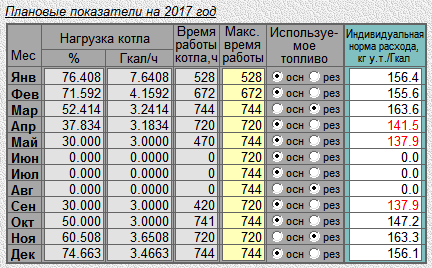 Плановые показатели на 2017 год
Мес Нагрузка котла Время работы котла,ч Макс. время работы Используе-мое топливо Индивидуальная норма расхода, кг у.т./Гкал
% Гкал/ч
Янв 76.408 7.6408 528 528 осн рез 156.4
Фев 71.592 4.1592 672 672 осн рез 155.6
Мар 52.414 3.2414 744 744 осн рез 163.6
Апр 37.834 3.1834 720 720 осн рез 141.5
Май 30.000 3.0000 470 744 осн рез 137.9
Июн 0.000 0.0000 0 720 осн рез 0.0
Июл 0.000 0.0000 0 744 осн рез 0.0
Авг 0.000 0.0000 0 744 осн рез 0.0
Сен 30.000 3.0000 420 720 осн рез 137.9
Окт 50.000 3.0000 741 744 осн рез 147.2
Ноя 60.508 3.6508 720 720 осн рез 163.3
Дек 74.663 3.4663 744 744 осн рез 156.1